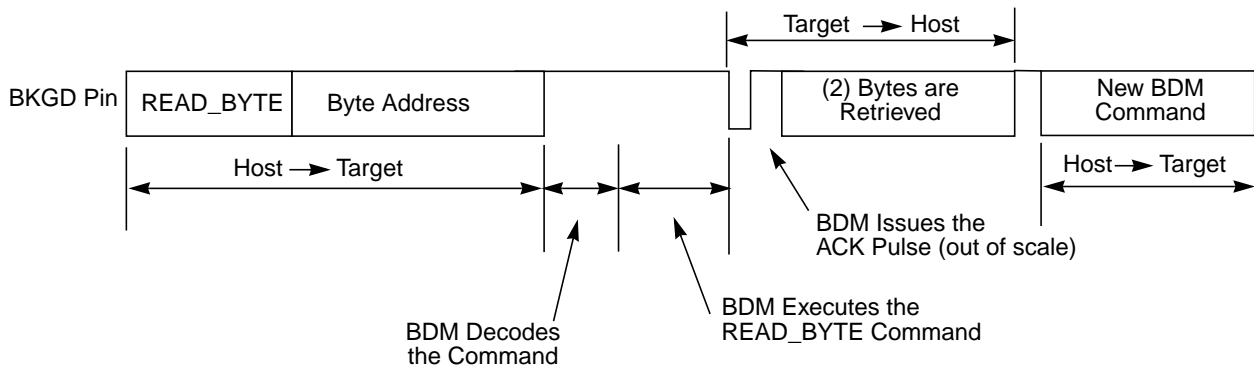 Target → Host
BKGD Pin
READ_BYTE
Byte Address
(2) Bytes are
Retrieved
New BDM
Command
Host → Target
Host → Target
BDM Issues the
ACK Pulse (out of scale)
BDM Decodes
the Command
BDM Executes the
READ_BYTE Command